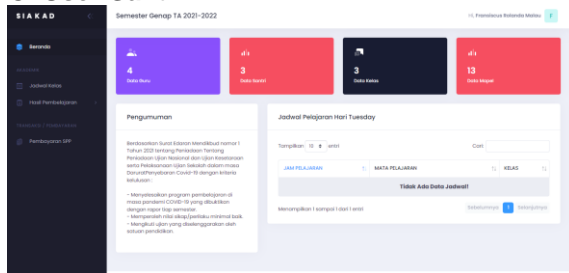 SIAKAD
Semester Genap TA 2021-2022
Hi, Fransiscus Rolanda Malau
F
Beranda
Jadwal Kelas
Hasil Pembelajaran
Pembayaran SPP
4
Data Guru
3
Data Santri
3
Data Kelas
13
Data Mapel
Pengumuman
Berdasarkan Surat Edaran Mendikbud nomor 1
Tahun 2021 tentang Peniadaan Tentang
Peniadaan Ujian Nasional dan Ujian Kesetaraan
serta Pelaksanaan Ujian Sekolah dalam masa
DaruratPenyebaran Covid-19 dengan kriteria
kelulusan :
- Menyelesaikan program pembelajaran di
masa pandemi COVID-19 yang dibuktikan
dengan rapor tiap semester.
- Memperoleh nilai sikap/perilaku minimal baik.
- Mengikuti ujian yang diselenggarakan oleh
satuan pendidikan.
Jadwal Pelajaran Hari Tuesday
Tampilkan 10 entri
Cari:
JAM PELAJARAN MATA PELAJARAN KELAS
Tidak Ada Data Jadwal!
Menampilkan 1 sampai 1 dari 1 entri
Sebelumnya 1 Selanjutnya